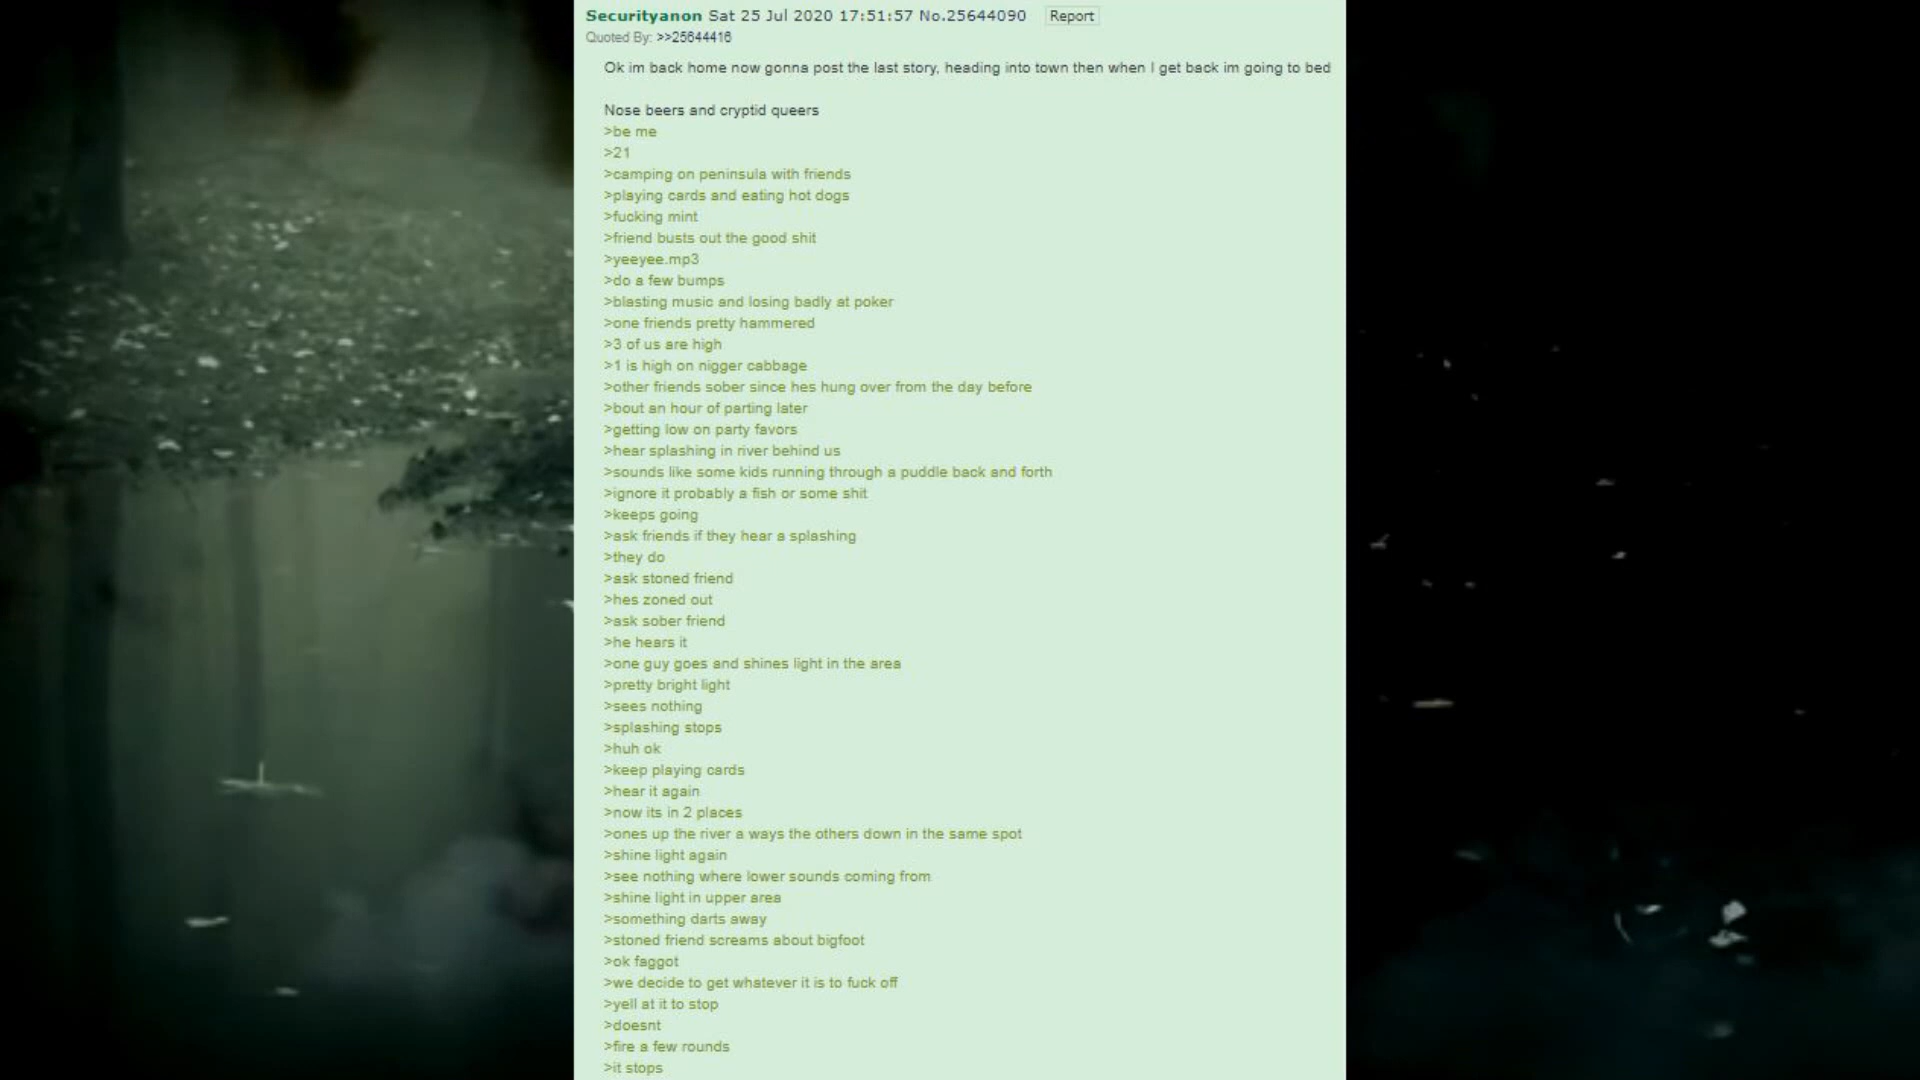 Securityanon Sat 25 Jul 2020 17:51:57 No.25644090 Report
Quoted By: >>25644416
Ok im back home now gonna post the last story, heading into town then when I get back im going to bed
Nose beers and cryptid queers
>be me
>21
>camping on peninsula with friends
>playing cards and eating hot dogs
>fucking mint
>friend busts out the good shit
>yeeyee.mp3
>do a few bumps
>blasting music and losing badly at poker
>one friends pretty hammered
>3 of us are high
>1 is high on nigger cabbage
>other friends sober since hes hung over from the day before
>bout an hour of parting later
>getting low on party favors
>hear splashing in river behind us
>sounds like some kids running through a puddle back and forth
>ignore it probably a fish or some shit
>keeps going
>ask friends if they hear a splashing
>they do
>ask stoned friend
>hes zoned out
>ask sober friend
>he hears it
>one guy goes and shines light in the area
>pretty bright light
>sees nothing
>splashing stops
>huh ok
>keep playing cards
>hear it again
>now its in 2 places
>ones up the river a ways the others down in the same spot
>shine light again
>see nothing where lower sounds coming from
>shine light in upper area
>something darts away
>stoned friend screams about bigfoot
>ok faggot
>we decide to get whatever it is to fuck off
>yell at it to stop
>doesnt
>fire a few rounds
>it stops